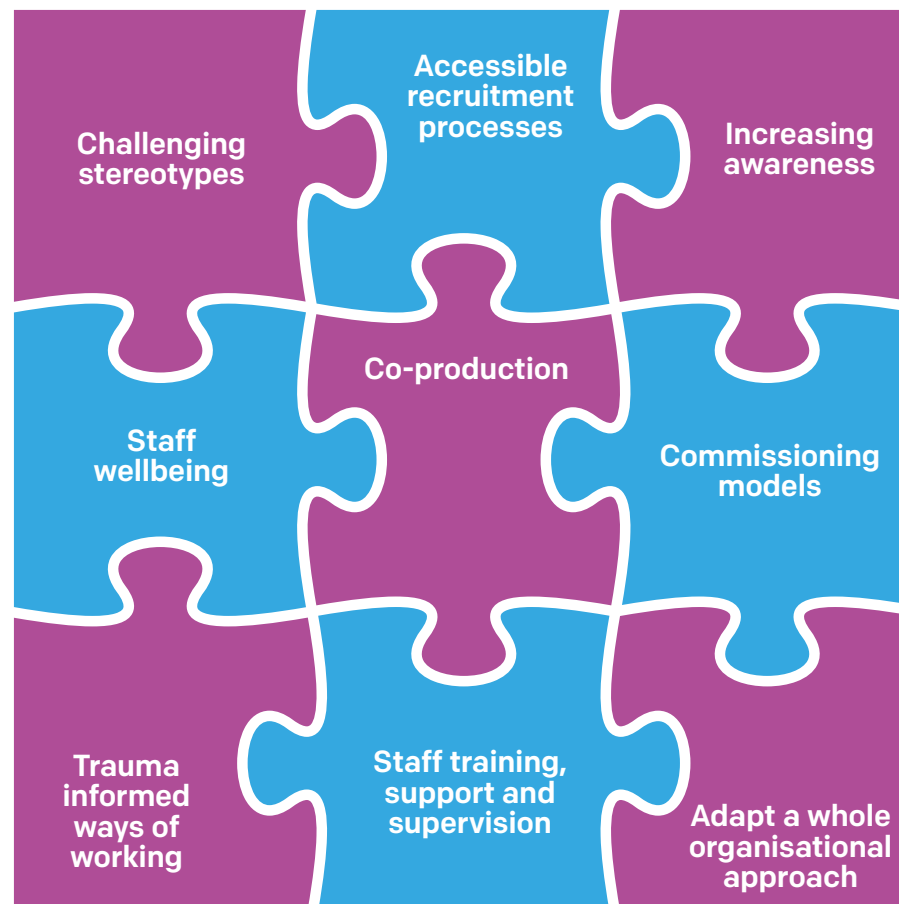 Challenging
stereotypes
Accessible
recruitment
processes
Increasing
awareness
Staff
wellbeing
Co-production
Commissioning
models
Trauma
informed
ways of
working
Staff training,
support and
supervision
Adapt a whole
organisational
approach